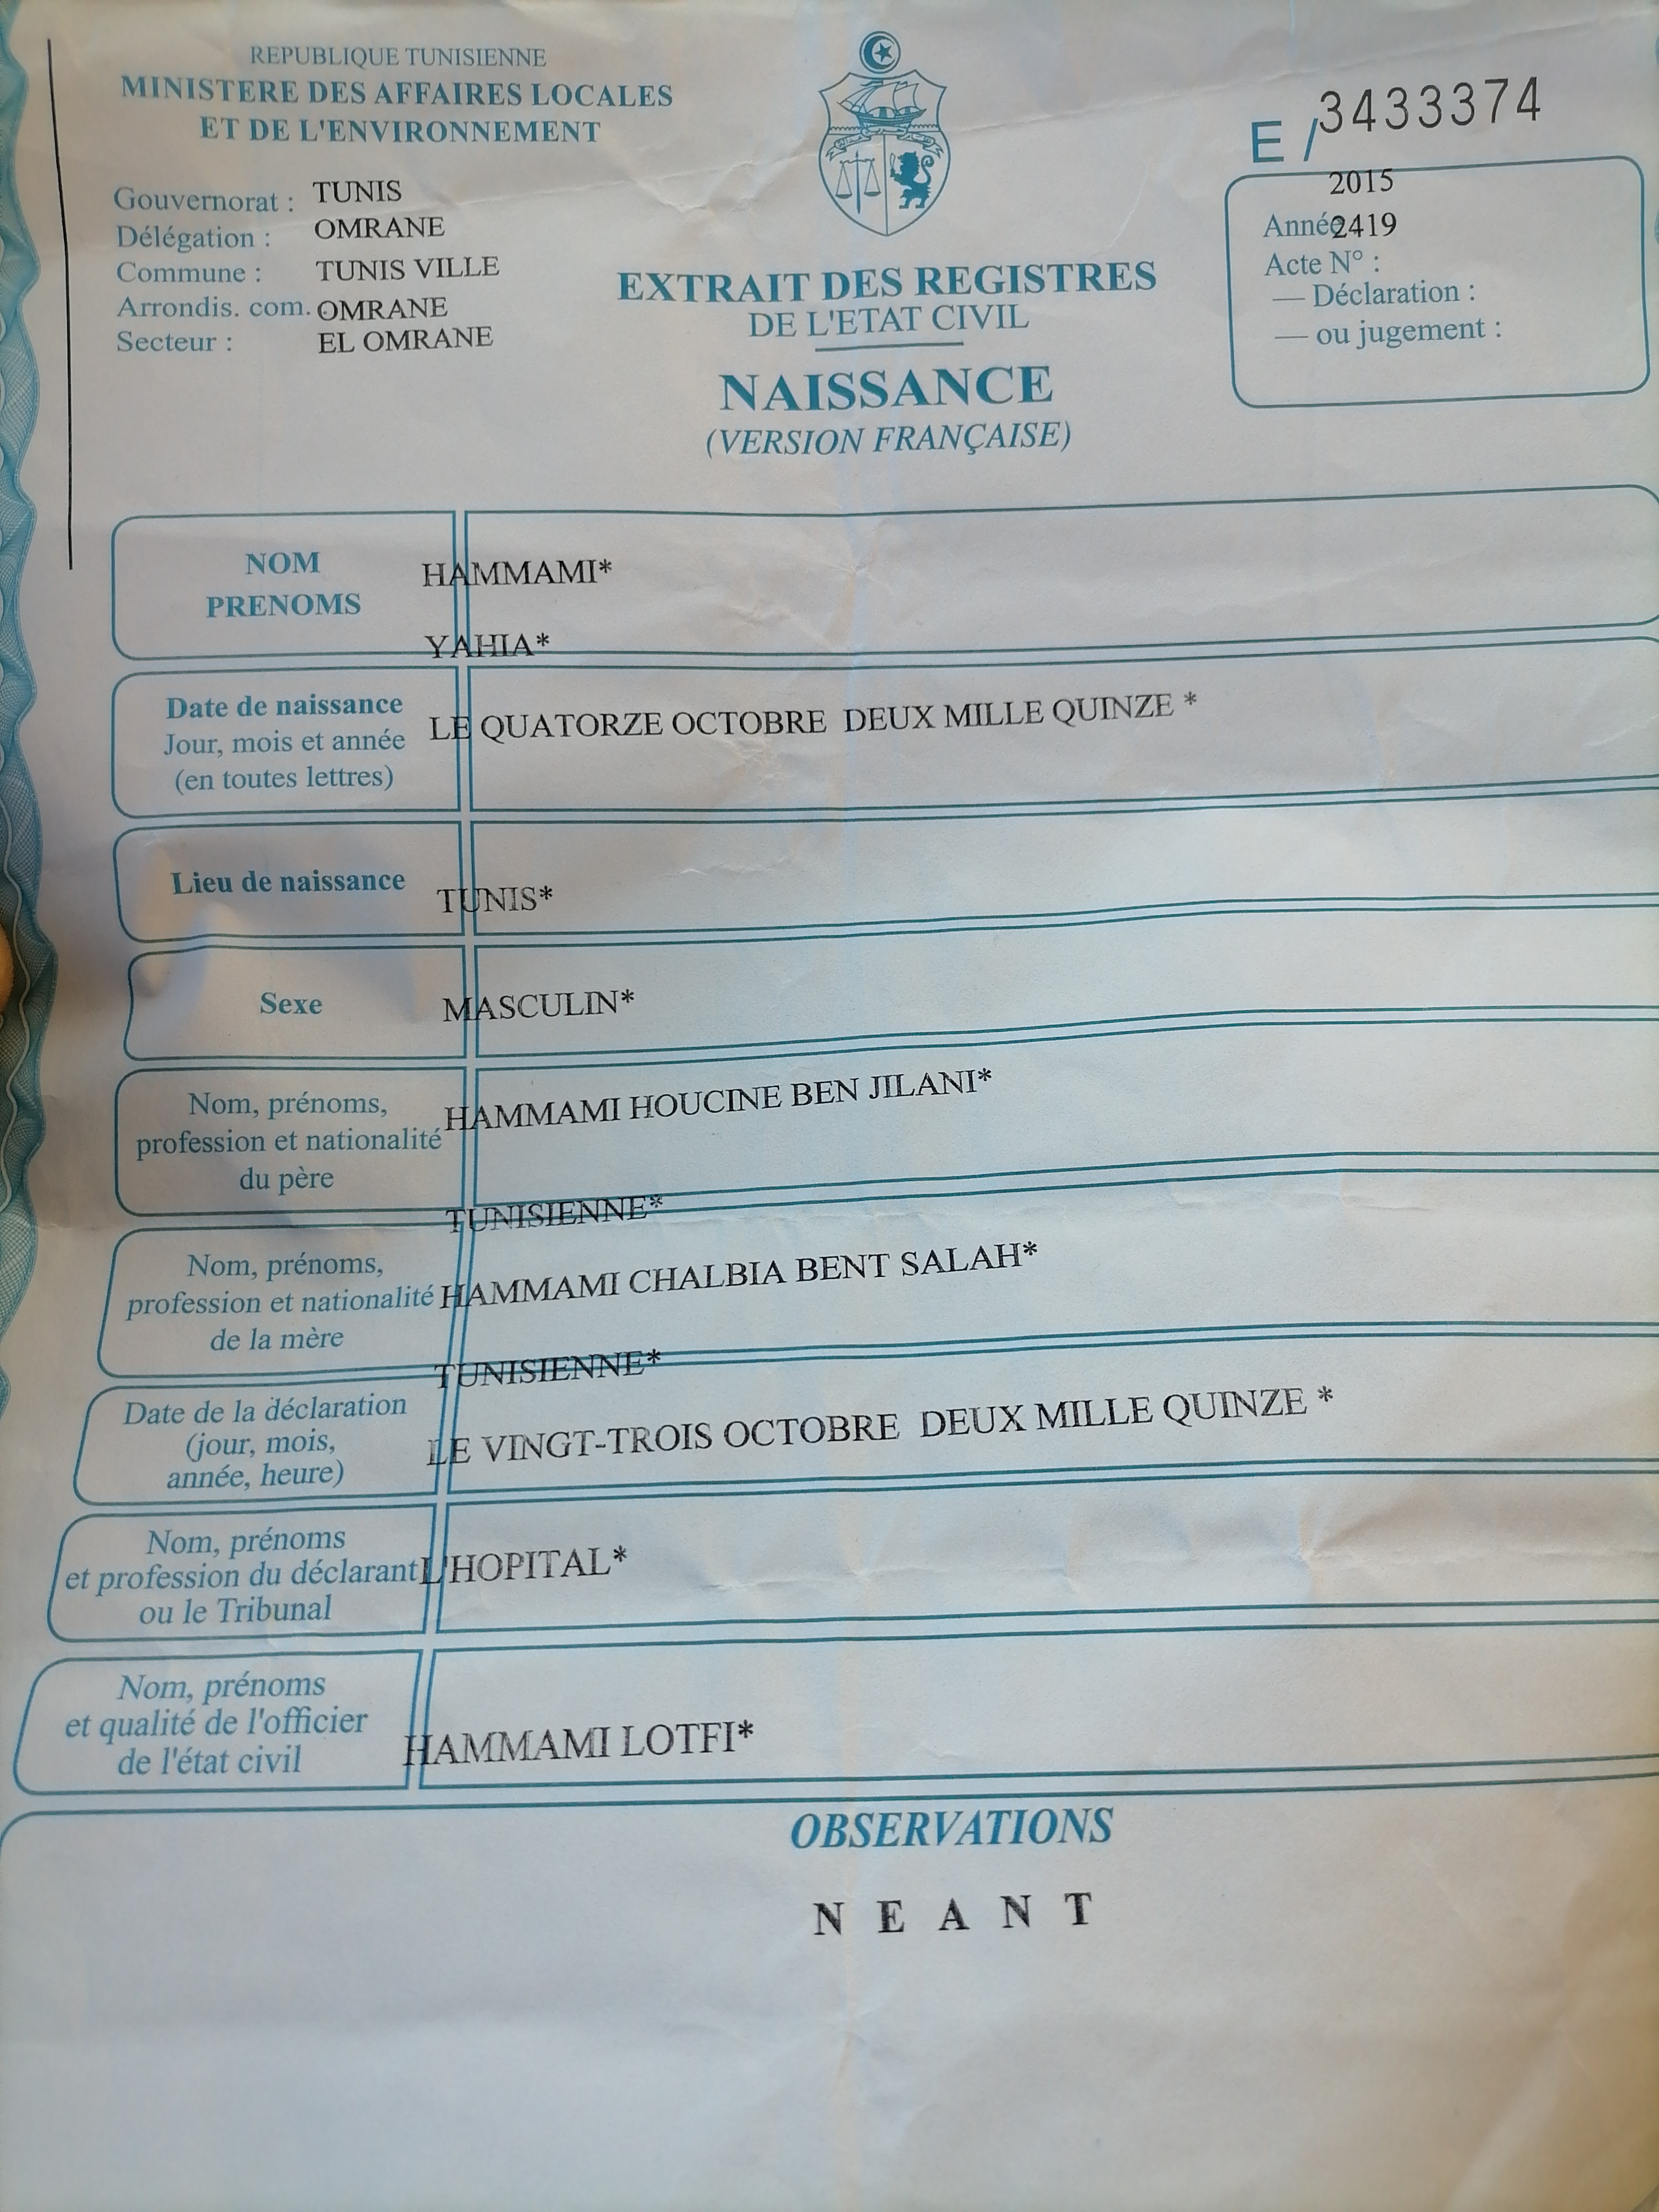 REPUBLIQUE TUNISIENNE
MINISTERE DES AFFAIRES LOCALES
ET DE L'ENVIRONNEMENT
Gouvernorat : TUNIS
Délégation : OMRANE
Commune : TUNIS VILLE
Arrondis. com. OMRANE
Secteur : EL OMRANE
E / 3433374
2015
Année 2419
Acte N° :
— Déclaration :
— ou jugement :
EXTRAIT DES REGISTRES
DE L'ETAT CIVIL
NAISSANCE
(VERSION FRANÇAISE)
NOM HAMMAMI*
PRENOMS
YAHIA*
Date de naissance
Jour, mois et année
(en toutes lettres)
LE QUATORZE OCTOBRE DEUX MILLE QUINZE *
Lieu de naissance
TUNIS*
Sexe MASCULIN*
Nom, prénoms,
profession et nationalité
du père
HAMMAMI HOUCINE BEN JILANI*
TUNISIENNE*
Nom, prénoms,
profession et nationalité
de la mère
HAMMAMI CHALBIA BENT SALAH*
TUNISIENNE*
Date de la déclaration
(jour, mois,
année, heure)
LE VINGT-TROIS OCTOBRE DEUX MILLE QUINZE *
Nom, prénoms
et profession du déclarant
ou le Tribunal
L'HOPITAL*
Nom, prénoms
et qualité de l'officier
de l'état civil
HAMMAMI LOTFI*
OBSERVATIONS
N E A N T